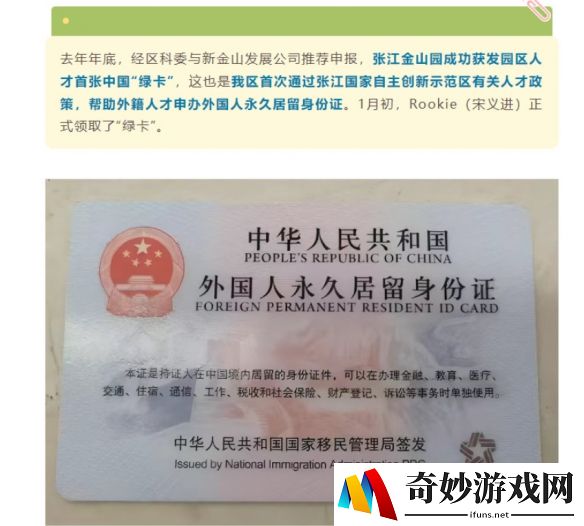 去年年底，经区科委与新金山发展公司推荐申报，张江金山园成功获发园区人
才首张中国“绿卡”，这也是我区首次通过张江国家自主创新示范区有关人才政
策，帮助外籍人才申办外国人永久居留身份证。1月初，Rookie（宋义进）正
式领取了“绿卡”。
中华人民共和国
PEOPLE'S REPUBLIC OF CHINA
外国人永久居留身份证
FOREIGN PERMANENT RESIDENT ID CARD
本证是持证人在中国境内居留的身份证件，可以在办理金融、教育、医疗、
交通、住宿、通信、工作、税收和社会保险、财产登记、诉讼等事务时单独使用。
中华人民共和国国家移民管理局签发
Issued by National Immigration
奇妙游戏网
ifuns.net